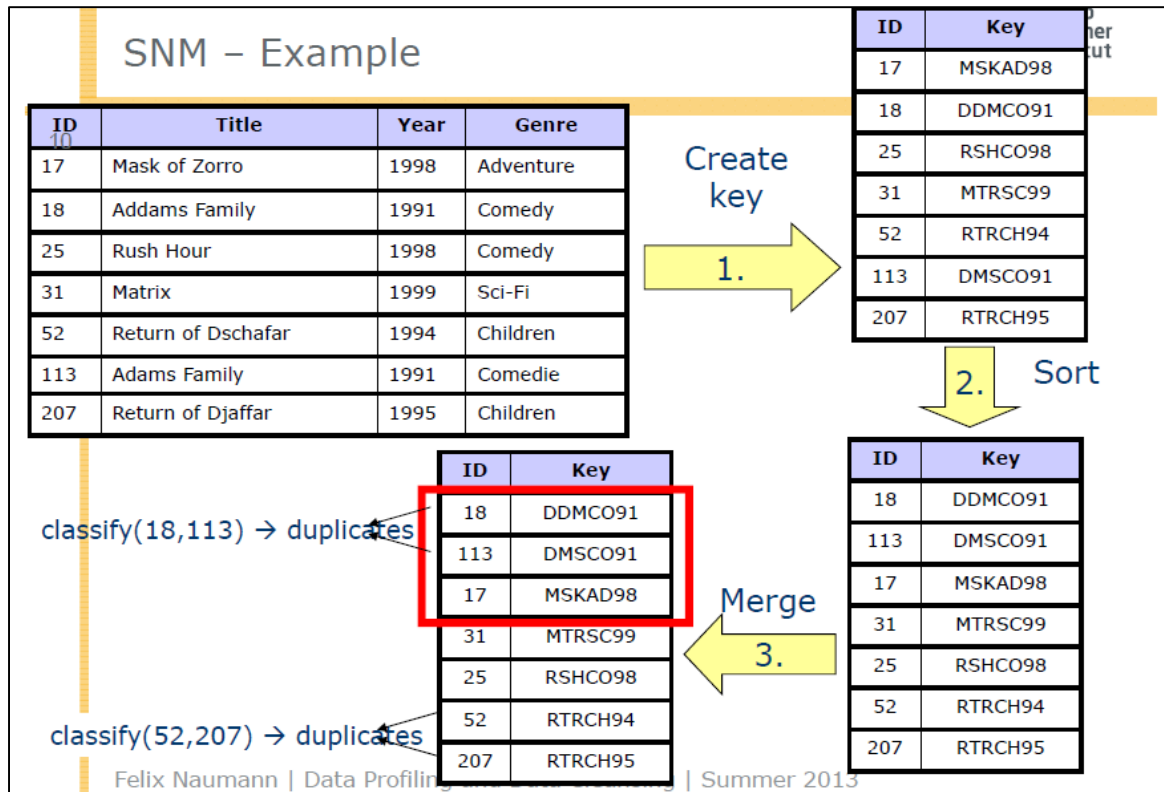 SNM – Example
ID Title Year Genre
10
17 Mask of Zorro 1998 Adventure
18 Addams Family 1991 Comedy
25 Rush Hour 1998 Comedy
31 Matrix 1999 Sci-Fi
52 Return of Dschafar 1994 Children
113 Adams Family 1991 Comedie
207 Return of Djaffar 1995 Children
Create
key
1.
ID Key
17 MSKAD98
18 DDMCO91
25 RSHCO98
31 MTRSC99
52 RTRCH94
113 DMSCO91
207 RTRCH95
2.
Sort
ID Key
18 DDMCO91
113 DMSCO91
17 MSKAD98
31 MTRSC99
25 RSHCO98
52 RTRCH94
207 RTRCH95
Merge
3.
ID Key
18 DDMCO91
113 DMSCO91
17 MSKAD98
31 MTRSC99
25 RSHCO98
52 RTRCH94
207 RTRCH95
classify(18,113) → duplicates
classify(52,207) → duplicates
Felix Naumann | Data Profiling | Summer 2013